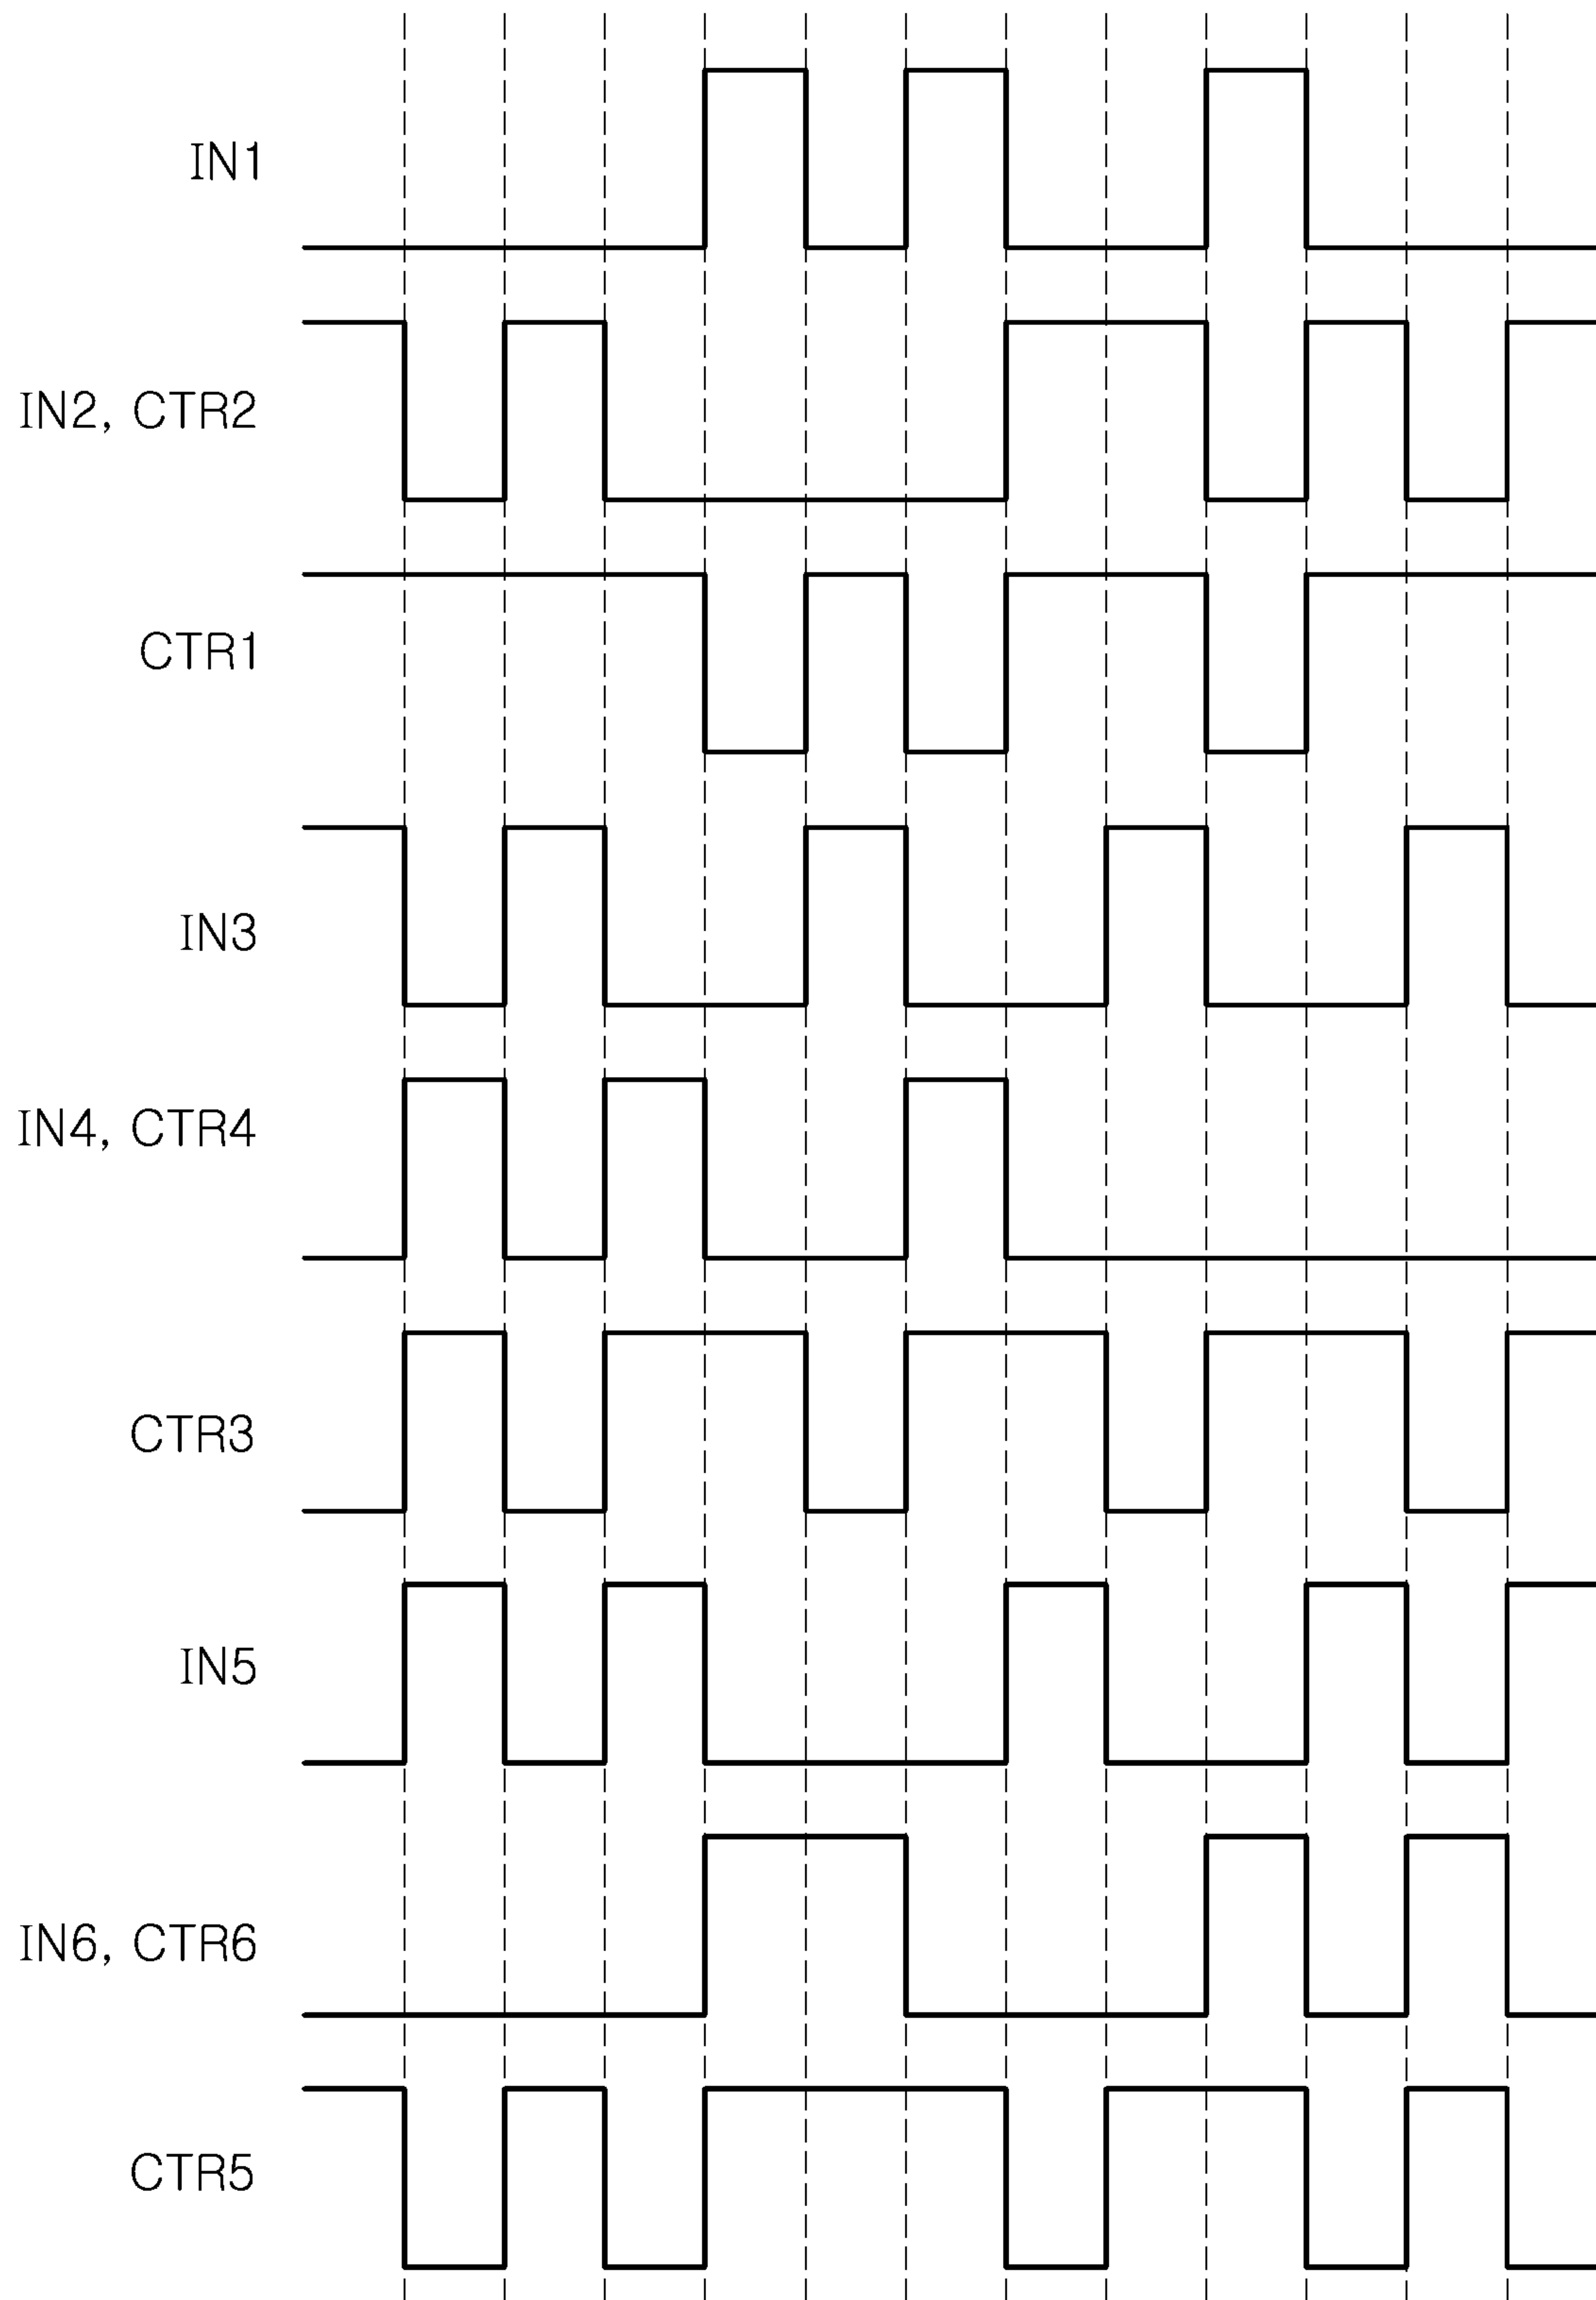 IN1
IN2, CTR2
CTR1
IN3
IN4, CTR4
CTR3
IN5
IN6, CTR6
CTR5